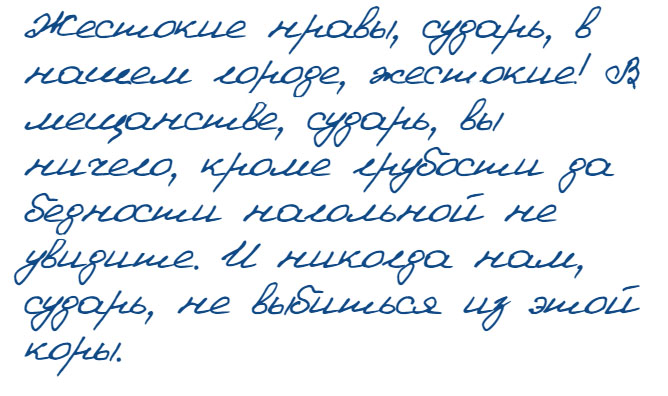 Жестокие нравы, сударь, в
нашем городе, жестокие! В
мещанстве, сударь, вы
ничего, кроме грубости да
бедности нагольной не
увидите. И никогда нам,
сударь, не выбиться из этой
коры.